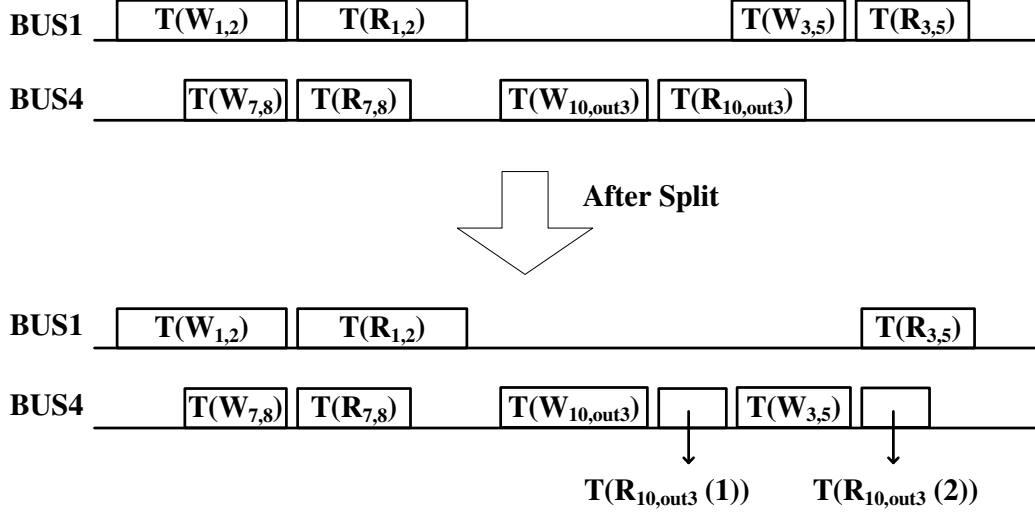 BUS1 T(W1,2) T(R1,2) T(W3,5) T(R3,5)
BUS4 T(W7,8) T(R7,8) T(W10,out3) T(R10,out3)
After Split
BUS1 T(W1,2) T(R1,2) T(R3,5)
BUS4 T(W7,8) T(R7,8) T(W10,out3) T(W3,5)
T(R10,out3 (1)) T(R10,out3 (2))